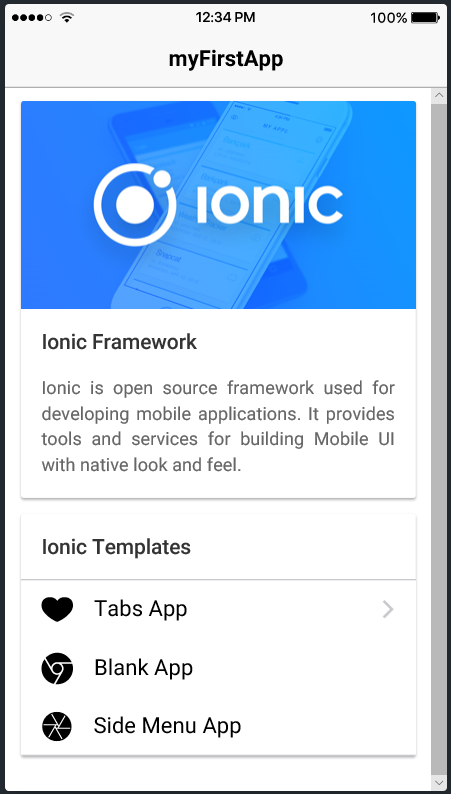 12:34 PM 100%
myFirstApp
MY APPS
ionic
Ionic Framework
Ionic is open source framework used for
developing mobile applications. It provides
tools and services for building Mobile UI
with native look and feel.
Ionic Templates
Tabs App
Blank App
Side Menu App